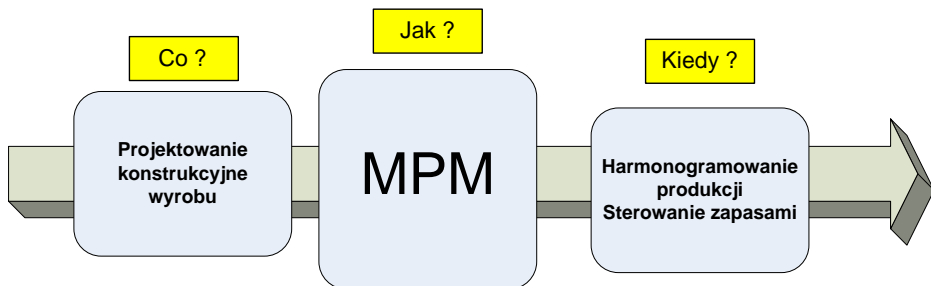 Co ?
Jak ?
Kiedy ?
Projektowanie
konstrukcyjne
wyrobu
MPM
Harmonogramowanie
produkcji
Sterowanie zapasami